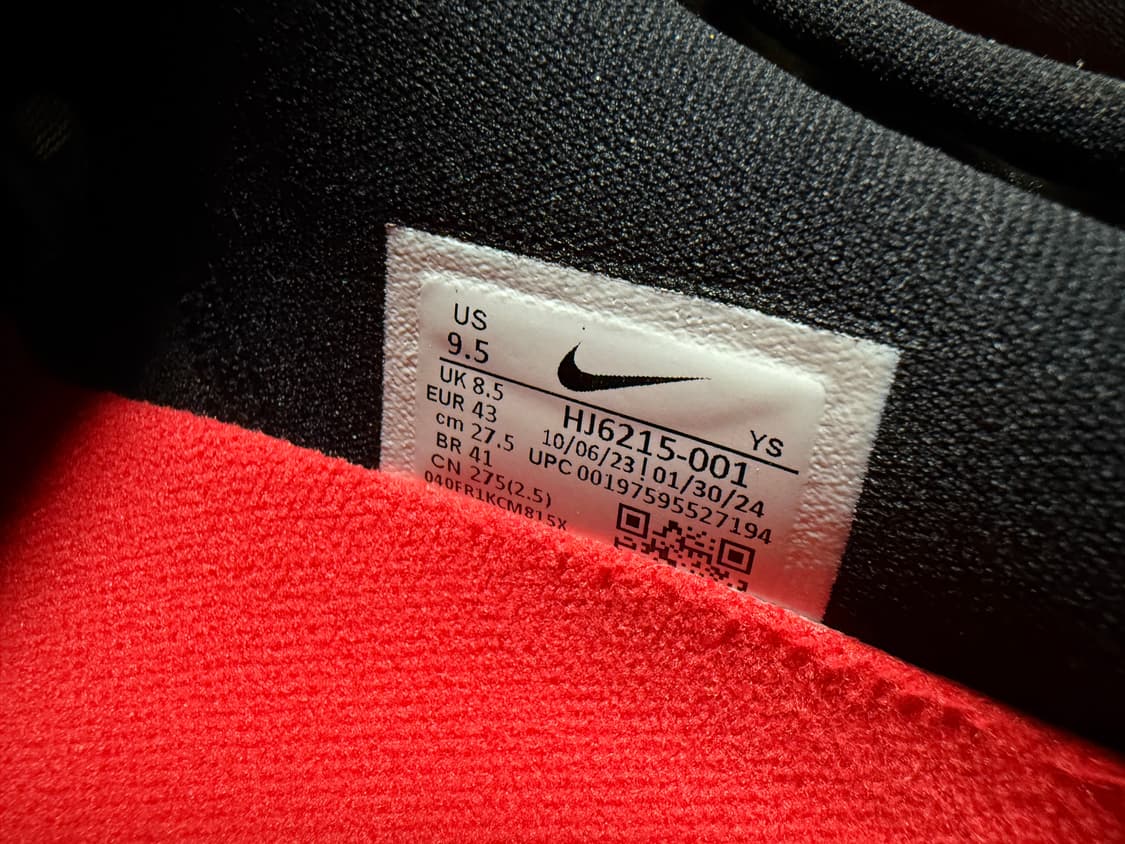 US
9.5
UK 8.5
EUR 43
cm 27.5
BR 41
CN 275(2.5)
040FR1KCM815X
HJ6215-001 YS
10/06/23 | 01/30/24
UPC 00197595527194